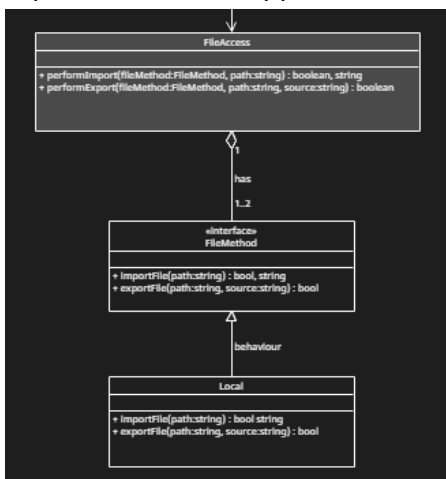 FileAccess
+ performImport(fileMethod:FileMethod, path:string) : boolean, string
+ performExport(fileMethod:FileMethod, path:string, source:string) : boolean
1
has
1..2
«interface»
FileMethod
+ importFile(path:string) : bool, string
+ exportFile(path:string, source:string) : bool
behaviour
Local
+ importFile(path:string) : bool string
+ exportFile(path:string, source:string) : bool